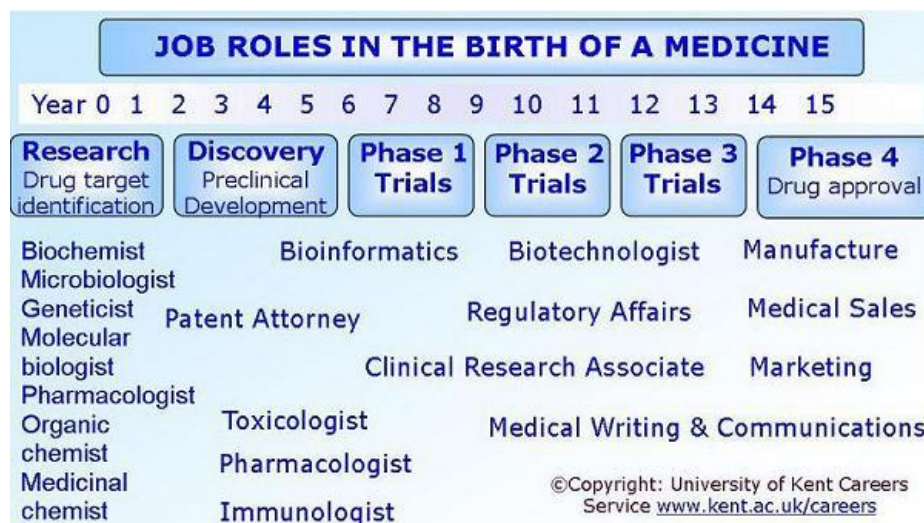 JOB ROLES IN THE BIRTH OF A MEDICINE
Year 0 1 2 3 4 5 6 7 8 9 10 11 12 13 14 15
Research
Drug target
identification
Discovery
Preclinical
Development
Phase 1
Trials
Phase 2
Trials
Phase 3
Trials
Phase 4
Drug approval
Biochemist
Microbiologist
Geneticist
Molecular
biologist
Pharmacologist
Organic
chemist
Medicinal
chemist
Bioinformatics
Biotechnologist
Manufacture
Patent Attorney
Regulatory Affairs
Medical Sales
Clinical Research Associate
Marketing
Toxicologist
Medical Writing & Communications
Pharmacologist
Immunologist
©Copyright: University of Kent Careers
Service www.kent.ac.uk/careers